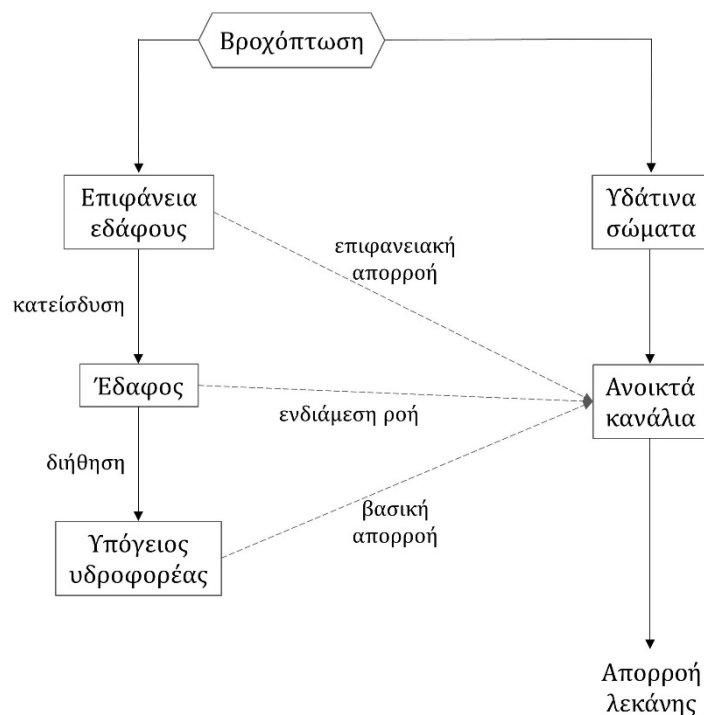 Βροχόπτωση
Επιφάνεια
εδάφους
Υδάτινα
σώματα
επιφανειακή
απορροή
κατείσδυση
Έδαφος
Ανοικτά
κανάλια
ενδιάμεση ροή
διήθηση
βασική
απορροή
Υπόγειος
υδροφορέας
Απορροή
λεκάνης